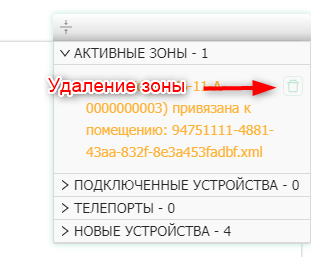 АКТИВНЫЕ ЗОНЫ - 1
Удаление зоны
-11-А-
0000000003) привязана к
помещению: 94751111-4881-
43aa-832f-8e3a453fadbf.xml
ПОДКЛЮЧЕННЫЕ УСТРОЙСТВА - 0
ТЕЛЕПОРТЫ - 0
НОВЫЕ УСТРОЙСТВА - 4